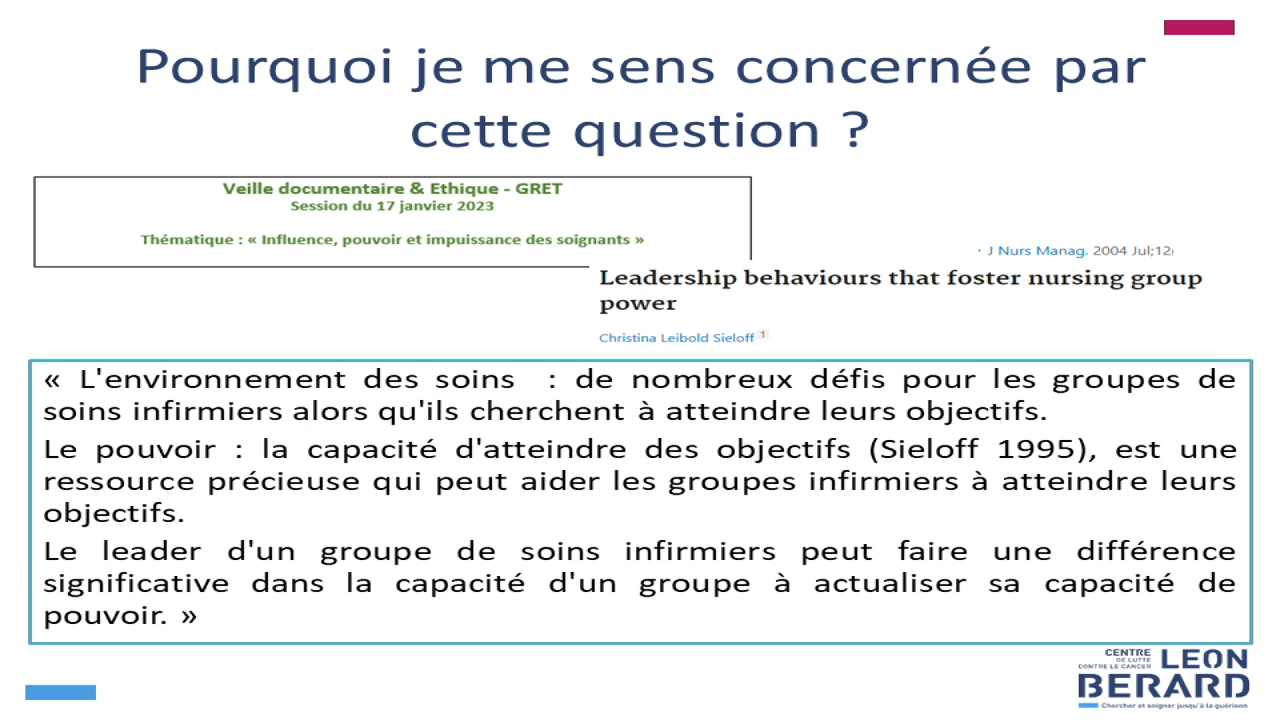 Pourquoi je me sens concernée par
cette question ?
Veille documentaire & Ethique - GRET
Session du 17 janvier 2023
Thématique : « Influence, pouvoir et impuissance des soignants »
· J Nurs Manag. 2004 Jul;12
Leadership behaviours that foster nursing group
power
Christina Leibold Sieloff 1
« L'environnement des soins : de nombreux défis pour les groupes de
soins infirmiers alors qu'ils cherchent à atteindre leurs objectifs.
Le pouvoir : la capacité d'atteindre des objectifs (Sieloff 1995), est une
ressource précieuse qui peut aider les groupes infirmiers à atteindre leurs
objectifs.
Le leader d'un groupe de soins infirmiers peut faire une différence
significative dans la capacité d'un groupe à actualiser sa capacité de
pouvoir. »
CENTRE
DE LUTTE
CONTRE LE CANCER
LEON
BERARD
Chercher et soigner jusqu'à la guérison